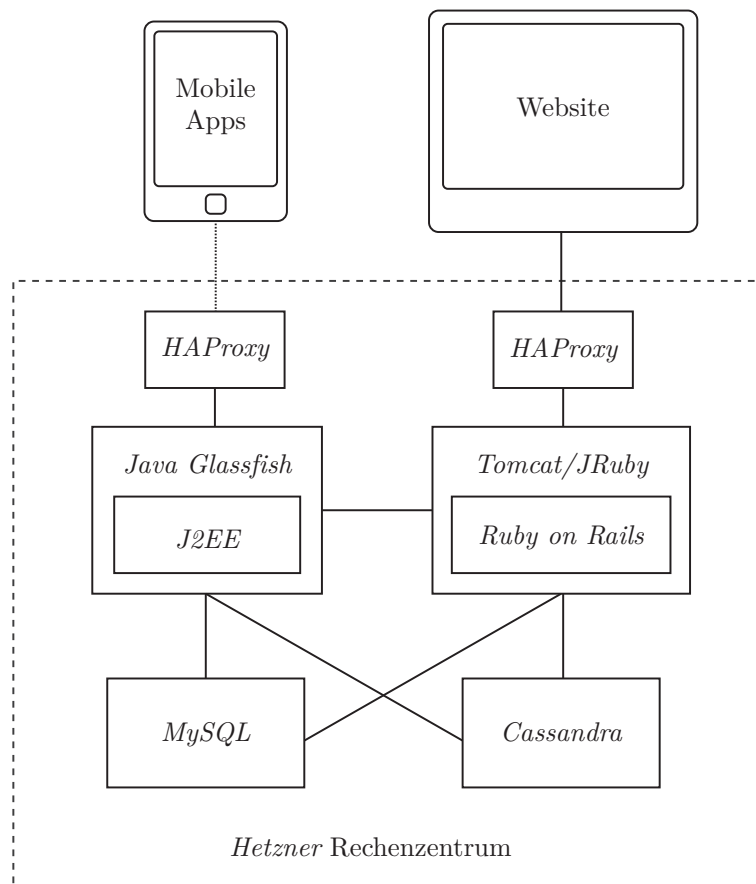 Mobile
Apps
Website
HAProxy
HAProxy
Java Glassfish
Tomcat/JRuby
J2EE
Ruby on Rails
MySQL
Cassandra
Hetzner Rechenzentrum